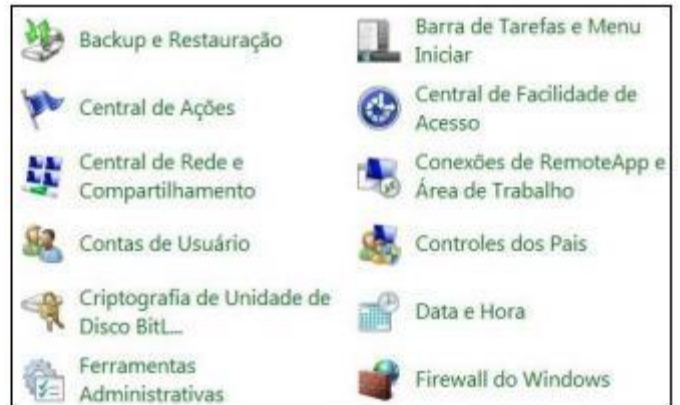 Backup e Restauração
Barra de Tarefas e Menu
Iniciar
Central de Ações
Central de Facilidade de
Acesso
Central de Rede e
Compartilhamento
Conexões de RemoteApp e
Área de Trabalho
Contas de Usuário
Controles dos Pais
Criptografia de Unidade de
Disco BitL...
Data e Hora
Ferramentas
Administrativas
Firewall do Windows